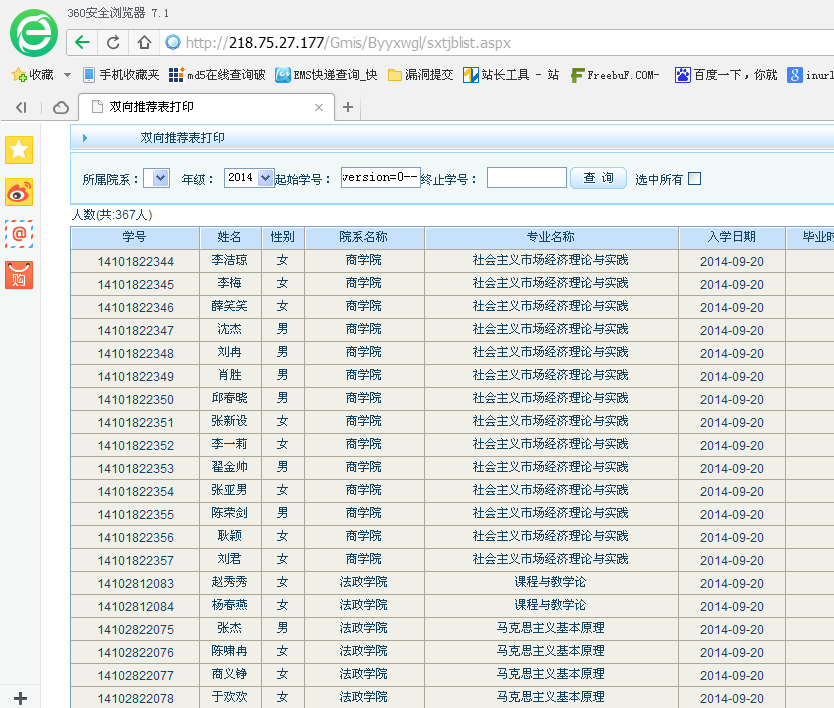 360安全浏览器 7.1
http://218.75.27.177/Gmis/Byyxwgl/sxtjblist.aspx
收藏 手机收藏夹 md5在线查询破 EMS快递查询_快 漏洞提交 站长工具 - 站 FreebuF.COM- 百度一下，你就 inurl
双向推荐表打印
双向推荐表打印
所属院系： 年级： 2014 起始学号： version=0-- 终止学号： 查 询 选中所有
人数(共:367人)
学号 姓名 性别 院系名称 专业名称 入学日期 毕业时
14101822344 李洁琼 女 商学院 社会主义市场经济理论与实践 2014-09-20
14101822345 李梅 女 商学院 社会主义市场经济理论与实践 2014-09-20
14101822346 薛笑笑 女 商学院 社会主义市场经济理论与实践 2014-09-20
14101822347 沈杰 男 商学院 社会主义市场经济理论与实践 2014-09-20
14101822348 刘冉 男 商学院 社会主义市场经济理论与实践 2014-09-20
14101822349 肖胜 男 商学院 社会主义市场经济理论与实践 2014-09-20
14101822350 邱春晓 男 商学院 社会主义市场经济理论与实践 2014-09-20
14101822351 张新设 女 商学院 社会主义市场经济理论与实践 2014-09-20
14101822352 李一莉 女 商学院 社会主义市场经济理论与实践 2014-09-20
14101822353 翟金帅 男 商学院 社会主义市场经济理论与实践 2014-09-20
14101822354 张亚男 女 商学院 社会主义市场经济理论与实践 2014-09-20
14101822355 陈荣剑 男 商学院 社会主义市场经济理论与实践 2014-09-20
14101822356 耿颖 女 商学院 社会主义市场经济理论与实践 2014-09-20
14101822357 刘君 女 商学院 社会主义市场经济理论与实践 2014-09-20
14102812083 赵秀秀 女 法政学院 课程与教学论 2014-09-20
14102812084 杨春燕 女 法政学院 课程与教学论 2014-09-20
14102822075 张杰 男 法政学院 马克思主义基本原理 2014-09-20
14102822076 陈啸冉 女 法政学院 马克思主义基本原理 2014-09-20
14102822077 商义铮 女 法政学院 马克思主义基本原理 2014-09-20
14102822078 于欢欢 女 法政学院 马克思主义基本原理 2014-09-20
购